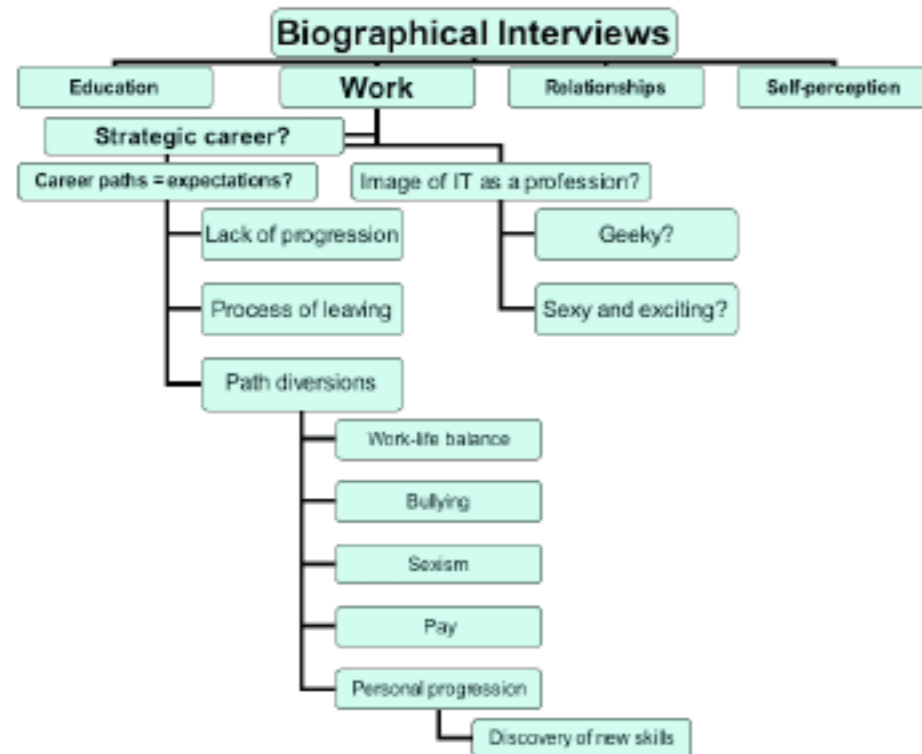 Biographical Interviews
Education
Work
Relationships
Self-perception
Strategic career?
Career paths = expectations?
Image of IT as a profession?
Lack of progression
Geeky?
Process of leaving
Sexy and exciting?
Path diversions
Work-life balance
Bullying
Sexism
Pay
Personal progression
Discovery of new skills